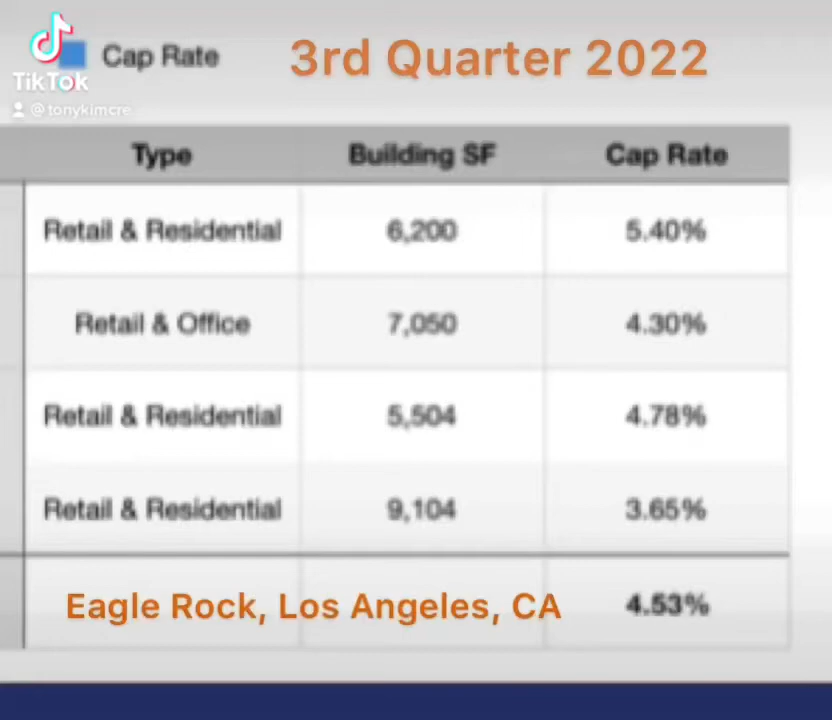 TikTok
@tonykimcre
Cap Rate
3rd Quarter 2022
Type Building SF Cap Rate
Retail & Residential 6,200 5.40%
Retail & Office 7,050 4.30%
Retail & Residential 5,504 4.78%
Retail & Residential 9,104 3.65%
Eagle Rock, Los Angeles, CA 4.53%